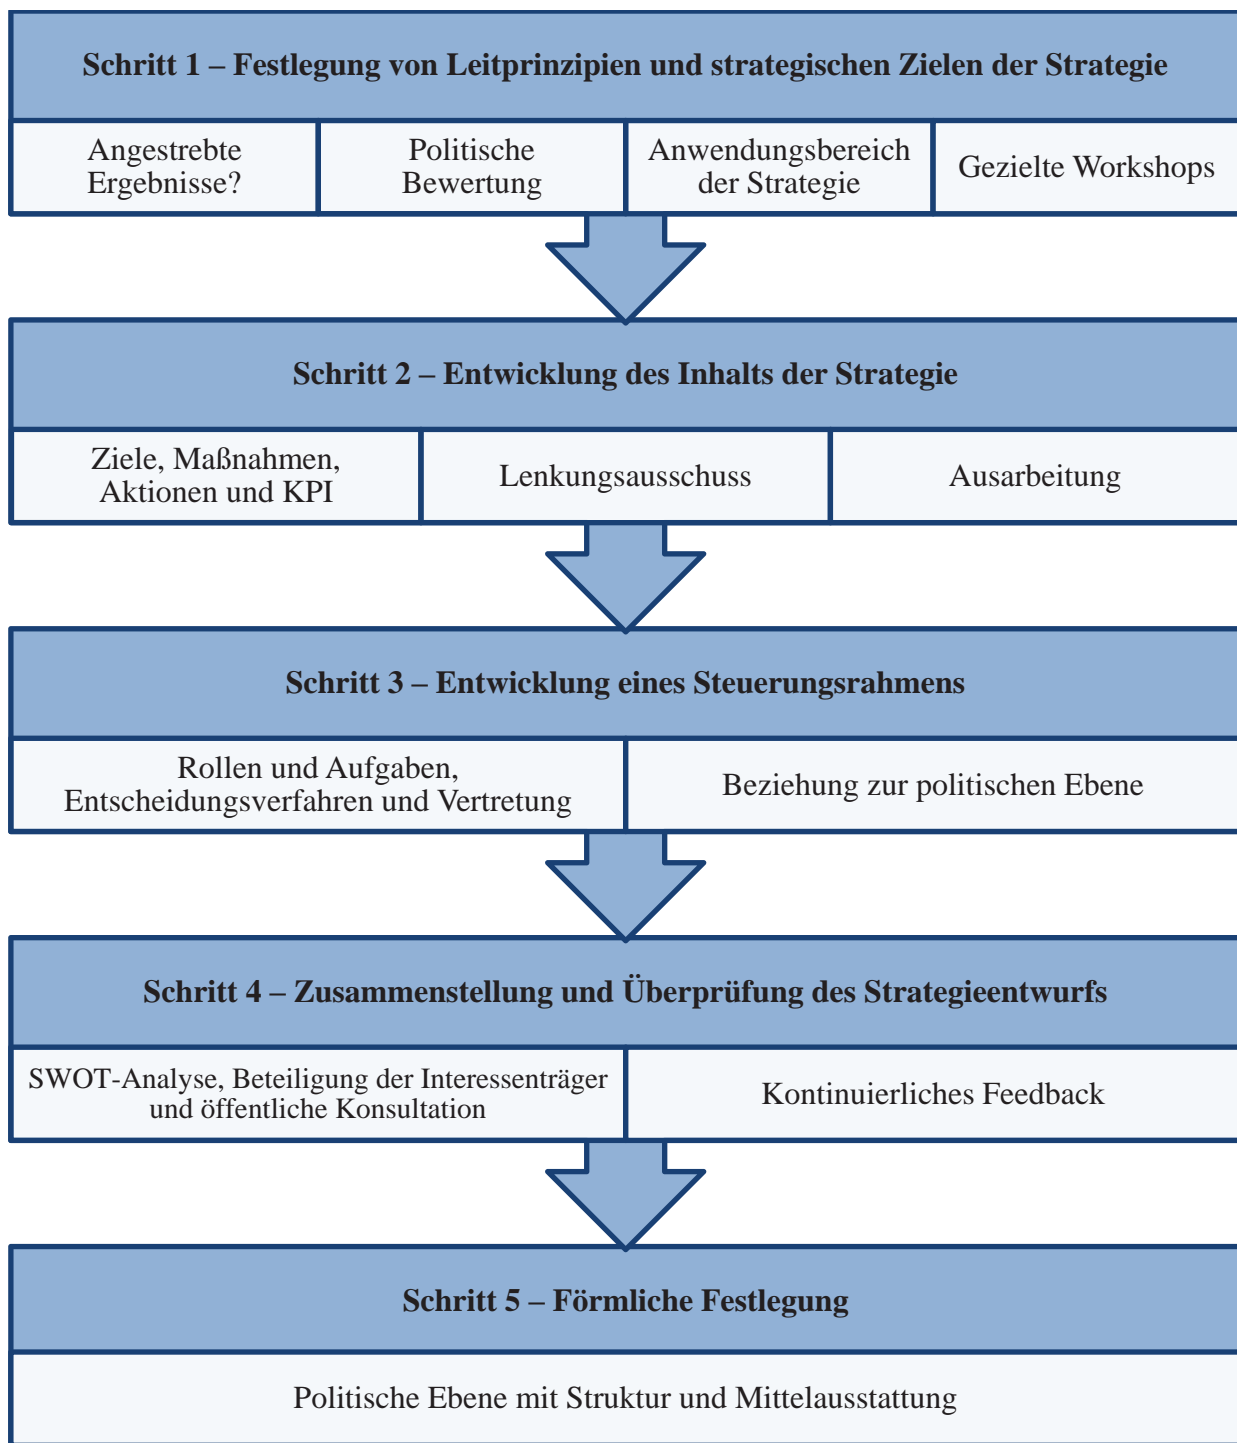 Schritt 1 – Festlegung von Leitprinzipien und strategischen Zielen der Strategie
Angestrebte
Ergebnisse?
Politische
Bewertung
Anwendungsbereich
der Strategie
Gezielte Workshops
Schritt 2 – Entwicklung des Inhalts der Strategie
Ziele, Maßnahmen,
Aktionen und KPI
Lenkungsausschuss
Ausarbeitung
Schritt 3 – Entwicklung eines Steuerungsrahmens
Rollen und Aufgaben,
Entscheidungsverfahren und Vertretung
Beziehung zur politischen Ebene
Schritt 4 – Zusammenstellung und Überprüfung des Strategieentwurfs
SWOT-Analyse, Beteiligung der Interessenträger
und öffentliche Konsultation
Kontinuierliches Feedback
Schritt 5 – Förmliche Festlegung
Politische Ebene mit Struktur und Mittelausstattung